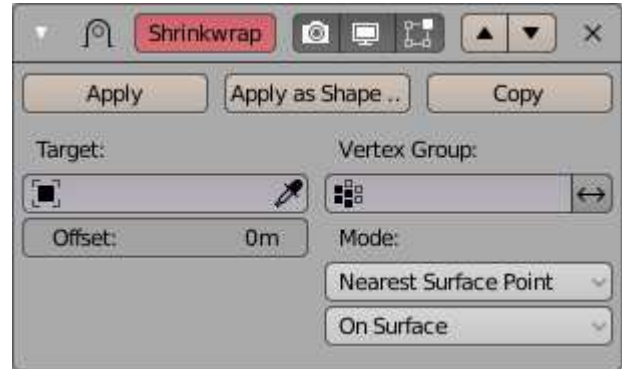 Shrinkwrap
Apply Apply as Shape .. Copy
Target: Vertex Group:
Offset: 0m Mode:
Nearest Surface Point
On Surface